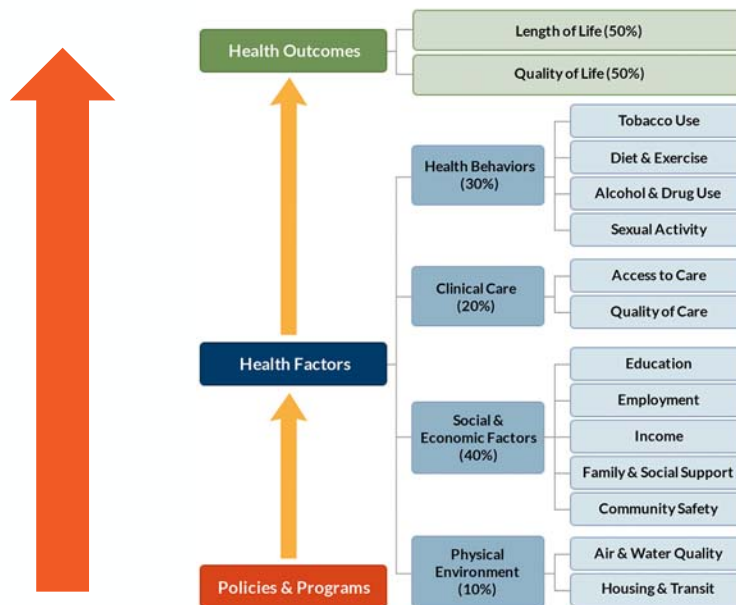 Health Outcomes
Length of Life (50%)
Quality of Life (50%)
Health Behaviors
(30%)
Tobacco Use
Diet & Exercise
Alcohol & Drug Use
Sexual Activity
Clinical Care
(20%)
Access to Care
Quality of Care
Health Factors
Social &
Economic Factors
(40%)
Education
Employment
Income
Family & Social Support
Community Safety
Physical
Environment
(10%)
Air & Water Quality
Housing & Transit
Policies & Programs